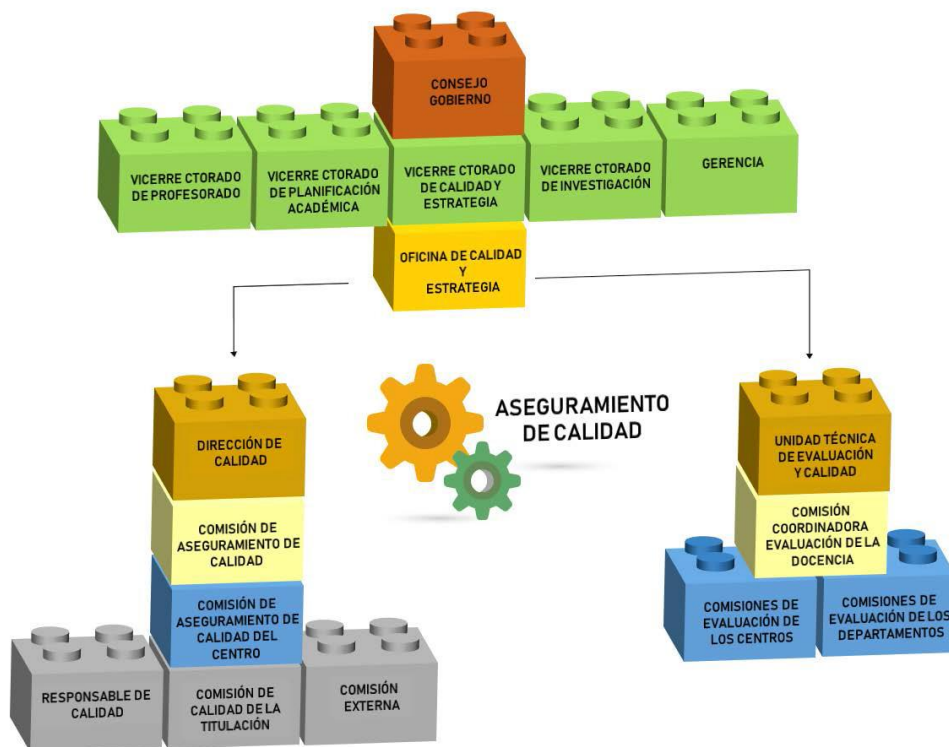 CONSEJO
GOBIERNO
VICERRE CTORADO
DE PROFESORADO
VICERRE CTORADO
DE PLANIFICACIÓN
ACADÉMICA
VICERRE CTORADO
DE CALIDAD Y
ESTRATEGIA
VICERRE CTORADO
DE INVESTIGACIÓN
GERENCIA
OFICINA DE CALIDAD
Y
ESTRATEGIA
ASEGURAMIENTO
DE CALIDAD
DIRECCIÓN DE
CALIDAD
COMISIÓN DE
ASEGURAMIENTO DE
CALIDAD
COMISIÓN DE
ASEGURAMIENTO DE
CALIDAD DEL
CENTRO
RESPONSABLE DE
CALIDAD
COMISIÓN DE
CALIDAD DE LA
TITULACIÓN
COMISIÓN
EXTERNA
UNIDAD TÉCNICA
DE EVALUACIÓN
Y CALIDAD
COMISIÓN
COORDINADORA
EVALUACIÓN DE LA
DOCENCIA
COMISIONES DE
EVALUACIÓN DE
LOS CENTROS
COMISIONES DE
EVALUACIÓN DE LOS
DEPARTAMENTOS